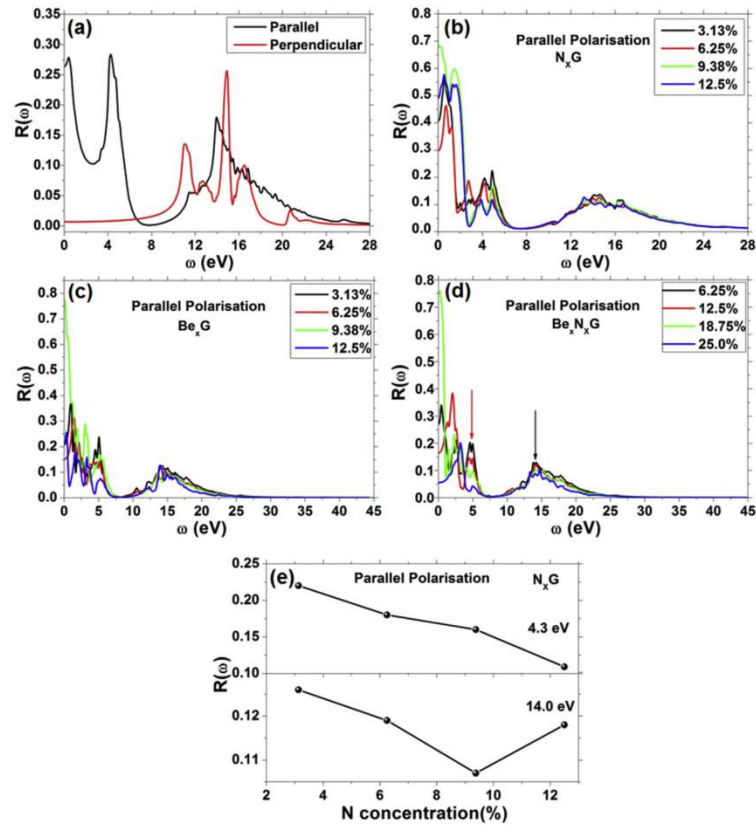 (a)
Parallel
Perpendicular
0.35
0.30
0.25
0.20
0.15
0.10
0.05
0.00
R(ω)
0 4 8 12 16 20 24 28
ω (eV)
(b)
Parallel Polarisation
NxG
3.13%
6.25%
9.38%
12.5%
0.8
0.7
0.6
0.5
0.4
0.3
0.2
0.1
0.0
R(ω)
0 4 8 12 16 20 24 28
ω (eV)
(c)
Parallel Polarisation
BexG
3.13%
6.25%
9.38%
12.5%
0.8
0.7
0.6
0.5
0.4
0.3
0.2
0.1
0.0
R(ω)
0 5 10 15 20 25 30 35 40 45
ω (eV)
(d)
Parallel Polarisation
BexNxG
6.25%
12.5%
18.75%
25.0%
0.8
0.7
0.6
0.5
0.4
0.3
0.2
0.1
0.0
R(ω)
0 5 10 15 20 25 30 35 40 45
ω (eV)
(e) Parallel Polarisation NxG
4.3 eV
0.25
0.20
0.15
0.10
R(ω)
14.0 eV
0.12
0.11
2 4 6 8 10 12
N concentration(%)